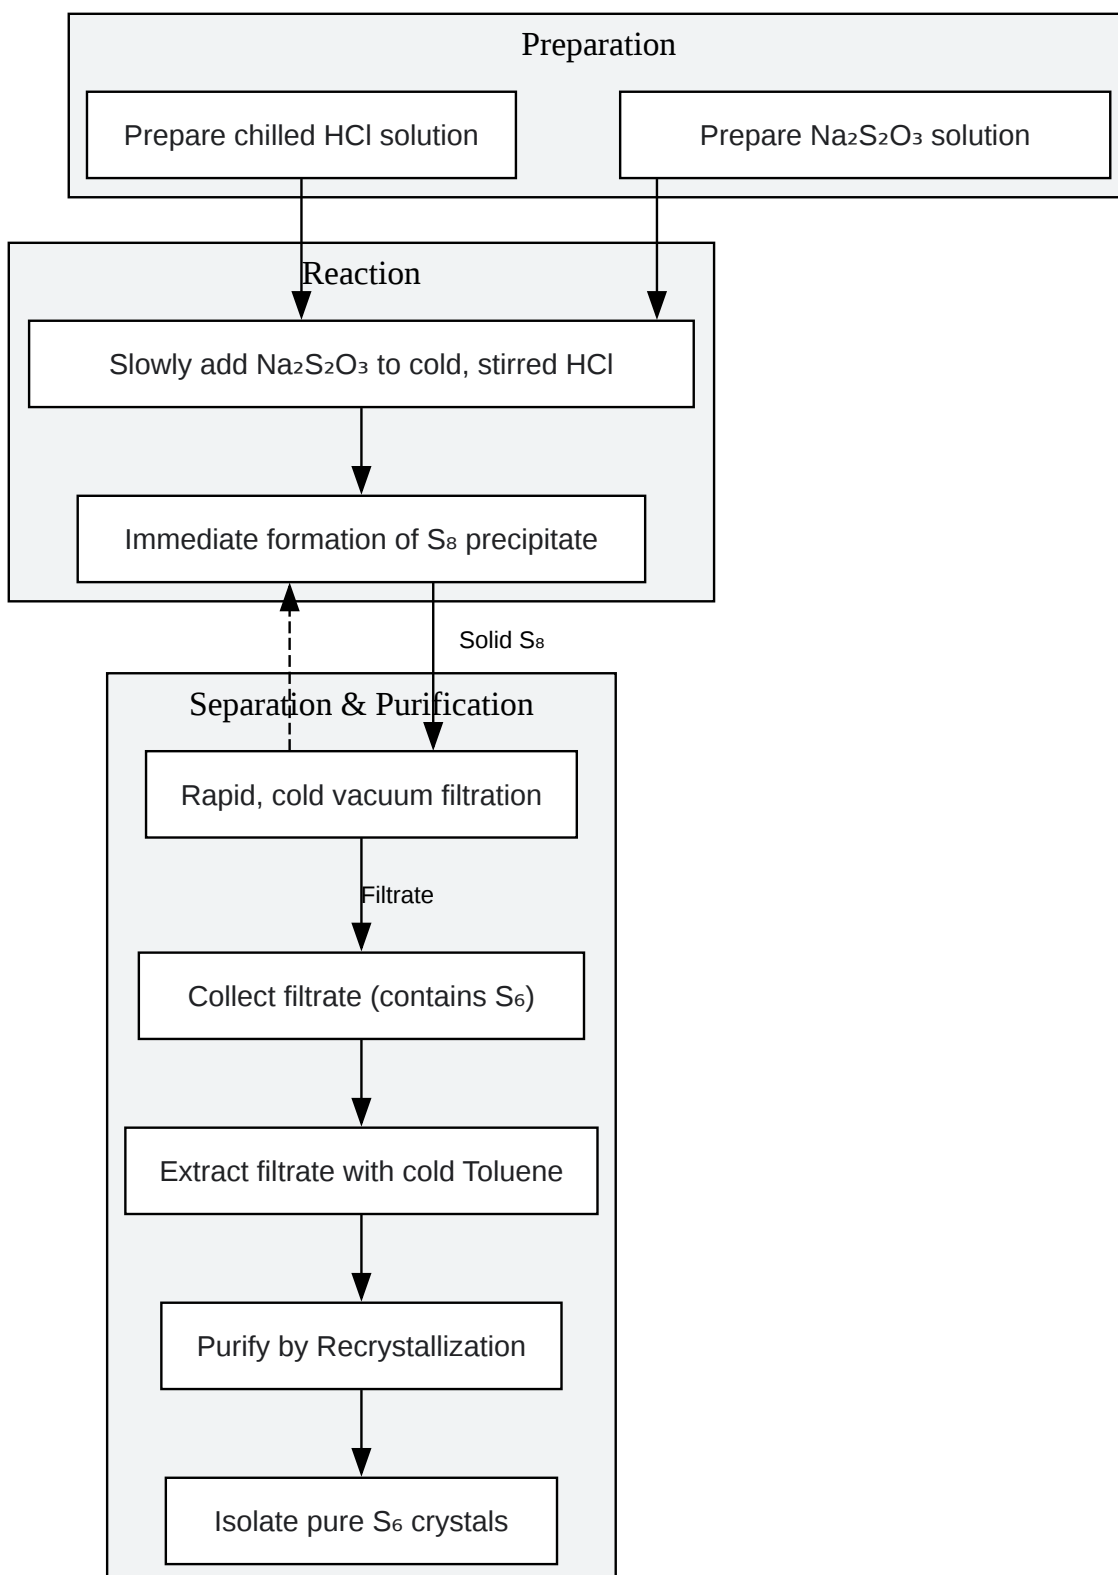 Preparation
Prepare chilled HCl solution
Prepare Na₂S₂O₃ solution
Reaction
Slowly add Na₂S₂O₃ to cold, stirred HCl
Immediate formation of S₈ precipitate
Solid S₈
Separation & Purification
Rapid, cold vacuum filtration
Filtrate
Collect filtrate (contains S₆)
Extract filtrate with cold Toluene
Purify by Recrystallization
Isolate pure S₆ crystals